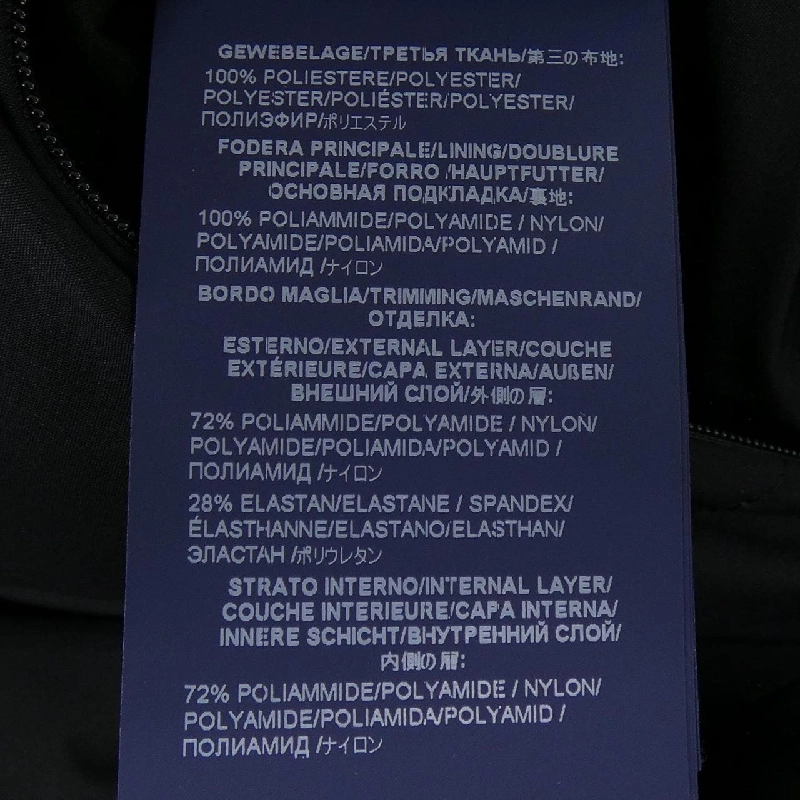 GEWEBELAGE/ТРЕТЬЯ ТКАНЬ/第三の布地:
100% POLIESTERE/POLYESTER/
POLYESTER/POLIÉSTER/POLYESTER/
ПОЛИЭФИР/ポリエステル
FODERA PRINCIPALE/LINING/DOUBLURE
PRINCIPALE/FORRO /HAUPTFUTTER/
ОСНОВНАЯ ПОДКЛАДКА/裏地:
100% POLIAMMIDE/POLYAMIDE / NYLON/
POLYAMIDE/POLIAMIDA/POLYAMID /
ПОЛИАМИД /ナイロン
BORDO MAGLIA/TRIMMING/MASCHENRAND/
ОТДЕЛКА:
ESTERNO/EXTERNAL LAYER/COUCHE
EXTÉRIEURE/CAPA EXTERNA/AUßEN/
ВНЕШНИЙ СЛОЙ/外側の層:
72% POLIAMMIDE/POLYAMIDE / NYLON/
POLYAMIDE/POLIAMIDA/POLYAMID /
ПОЛИАМИД /ナイロン
28% ELASTAN/ELASTANE / SPANDEX/
ÉLASTHANNE/ELASTANO/ELASTHAN/
ЭЛАСТАН /ポリウレタン
STRATO INTERNO/INTERNAL LAYER/
COUCHE INTERIEURE/CAPA INTERNA/
INNERE SCHICHT/ВНУТРЕННИЙ СЛОЙ/
内側の層:
72% POLIAMMIDE/POLYAMIDE / NYLON/
POLYAMIDE/POLIAMIDA/POLYAMID /
ПОЛИАМИД /ナイロン